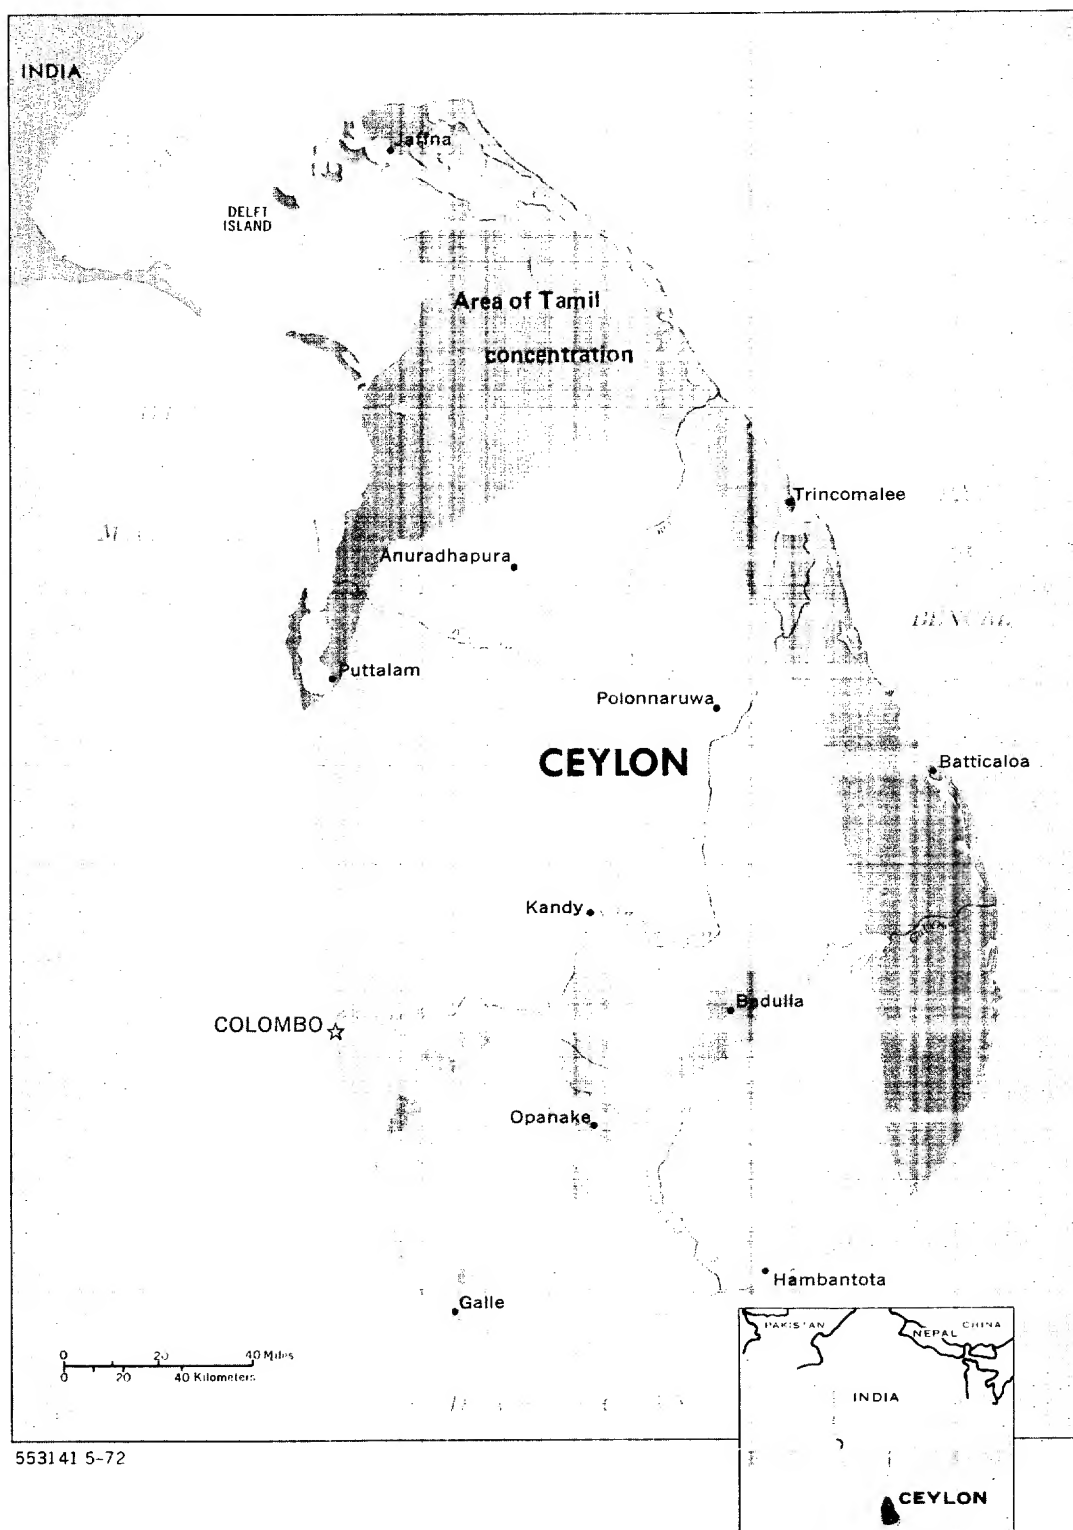 INDIA
Jaffna
DELFT
ISLAND
Area of Tamil
concentration
Trincomalee
Anuradhapura
BENGAL
Puttalam
Polonnaruwa
CEYLON
Batticaloa
Kandy
Badulla
COLOMBO
Opanake
Hambantota
Galle
0 20 40 Miles
0 20 40 Kilometers
PAKISTAN
NEPAL
CHINA
INDIA
CEYLON
553141 5-72